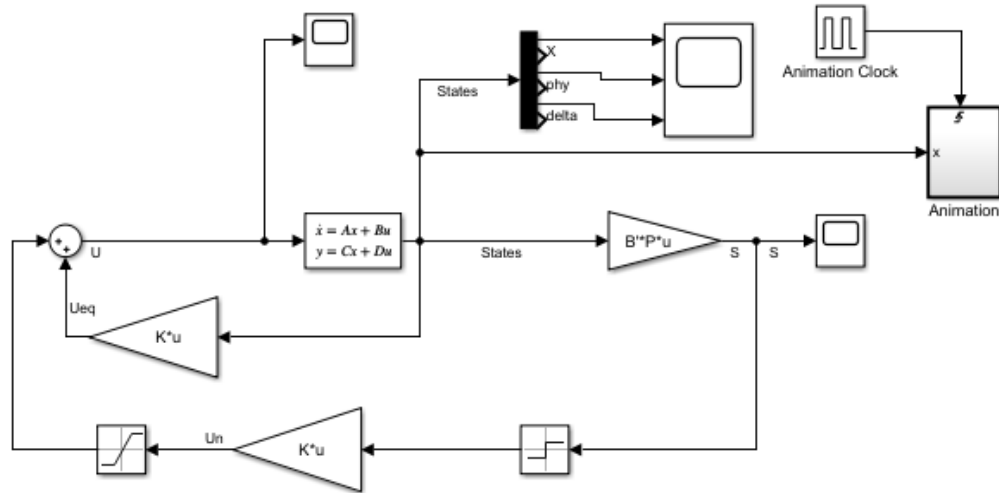 X
phy
delta
States
Animation Clock
x
Animation
U
ẋ = Ax + Bu
y = Cx + Du
States
B'*P*u
S
S
Ueq
K*u
Un
K*u